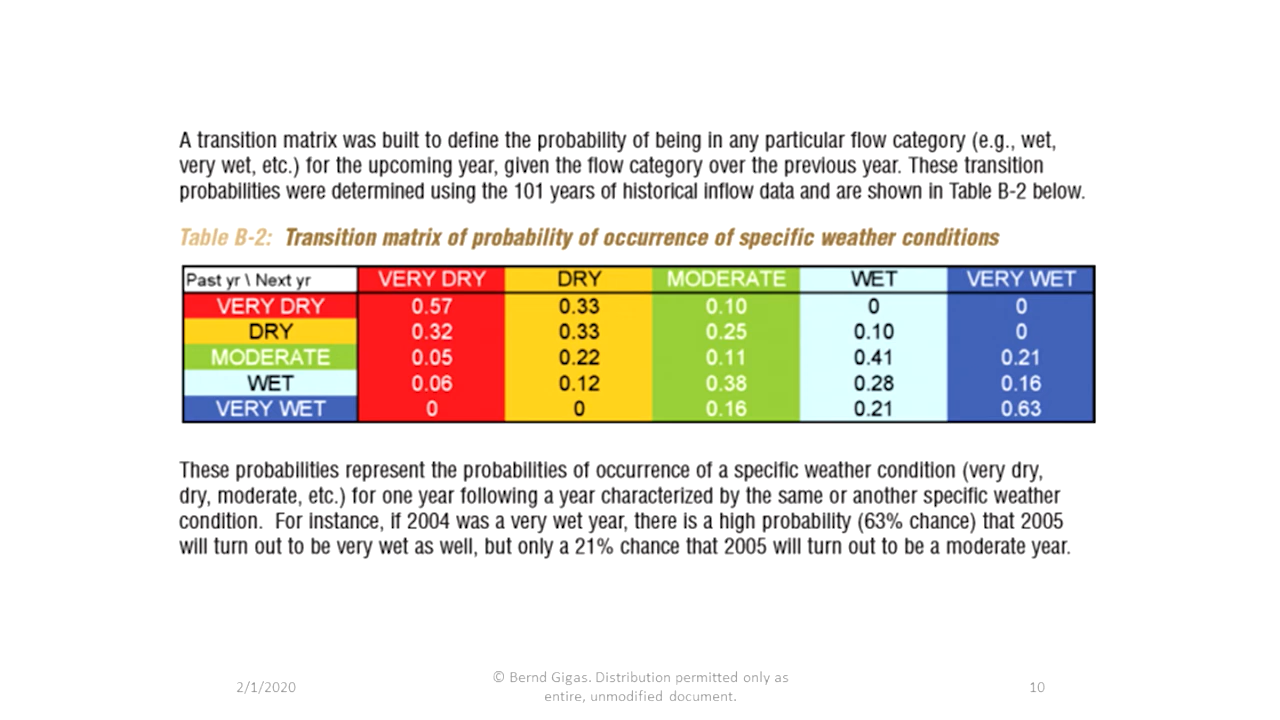 A transition matrix was built to define the probability of being in any particular flow category (e.g., wet,
very wet, etc.) for the upcoming year, given the flow category over the previous year. These transition
probabilities were determined using the 101 years of historical inflow data and are shown in Table B-2 below.
Table B-2: Transition matrix of probability of occurrence of specific weather conditions
Past yr \ Next yr VERY DRY DRY MODERATE WET VERY WET
VERY DRY 0.57 0.33 0.10 0 0
DRY 0.32 0.33 0.25 0.10 0
MODERATE 0.05 0.22 0.11 0.41 0.21
WET 0.06 0.12 0.38 0.28 0.16
VERY WET 0 0 0.16 0.21 0.63
These probabilities represent the probabilities of occurrence of a specific weather condition (very dry,
dry, moderate, etc.) for one year following a year characterized by the same or another specific weather
condition. For instance, if 2004 was a very wet year, there is a high probability (63% chance) that 2005
will turn out to be very wet as well, but only a 21% chance that 2005 will turn out to be a moderate year.
2/1/2020
© Bernd Gigas. Distribution permitted only as
entire, unmodified document.
10